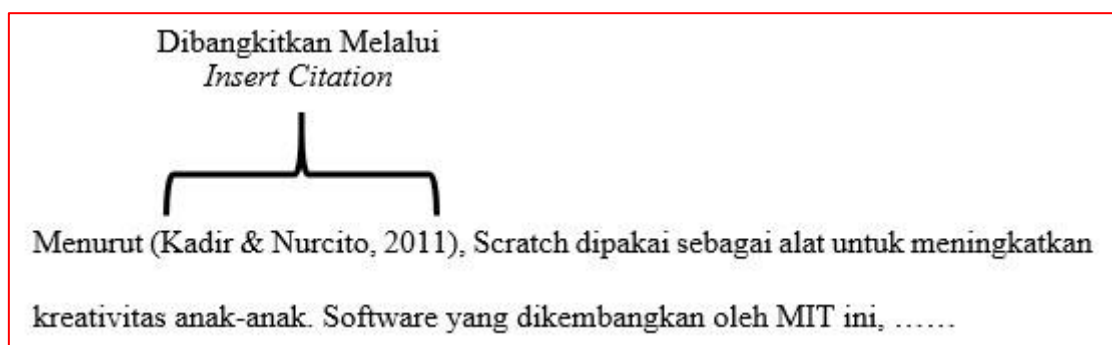 Dibangkitkan Melalui
Insert Citation
Menurut (Kadir & Nurcito, 2011), Scratch dipakai sebagai alat untuk meningkatkan
kreativitas anak-anak. Software yang dikembangkan oleh MIT ini, ……